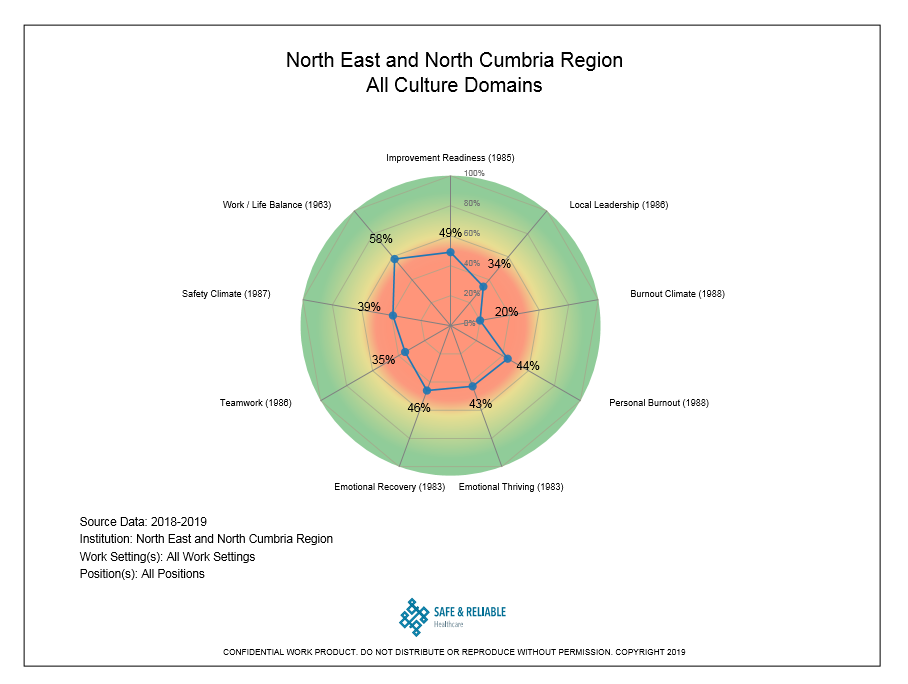 North East and North Cumbria Region
All Culture Domains
Improvement Readiness (1985)
100%
Work / Life Balance (1963)
Local Leadership (1986)
80%
58%
49%
60%
34%
40%
Safety Climate (1987)
Burnout Climate (1988)
20%
39%
20%
0%
35%
44%
Teamwork (1986)
46%
43%
Personal Burnout (1988)
Emotional Recovery (1983)
Emotional Thriving (1983)
Source Data: 2018-2019
Institution: North East and North Cumbria Region
Work Setting(s): All Work Settings
Position(s): All Positions
SAFE & RELIABLE
Healthcare
CONFIDENTIAL WORK PRODUCT. DO NOT DISTRIBUTE OR REPRODUCE WITHOUT PERMISSION. COPYRIGHT 2019